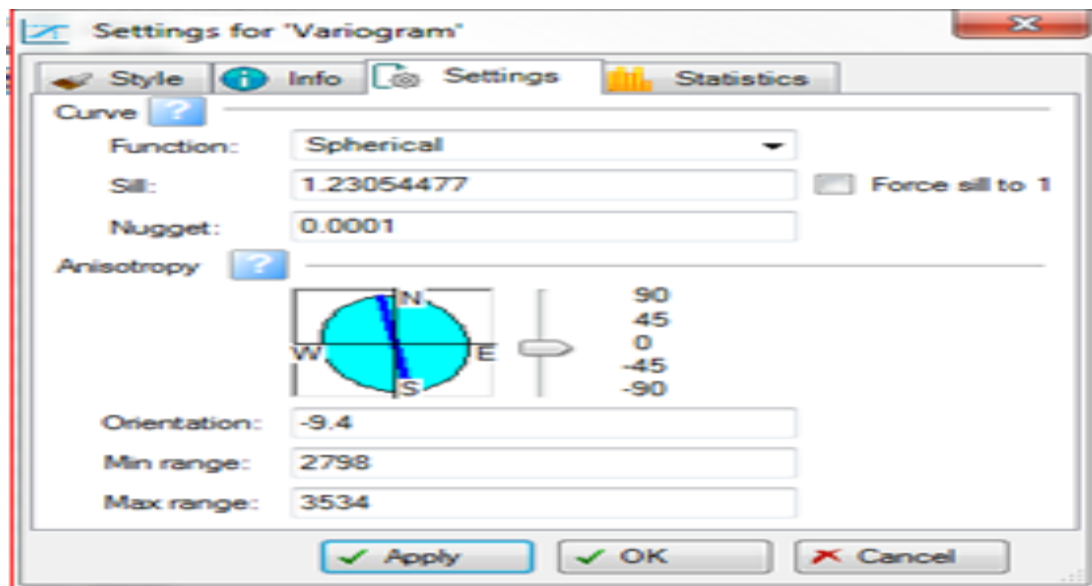 Settings for 'Variogram'
Style Info Settings Statistics
Curve ?
Function: Spherical
Sill: 1.23054477 Force sill to 1
Nugget: 0.0001
Anisotropy ?
N 90
45
W E 0
-45
S -90
Orientation: -9.4
Min range: 2798
Max range: 3534
Apply OK Cancel